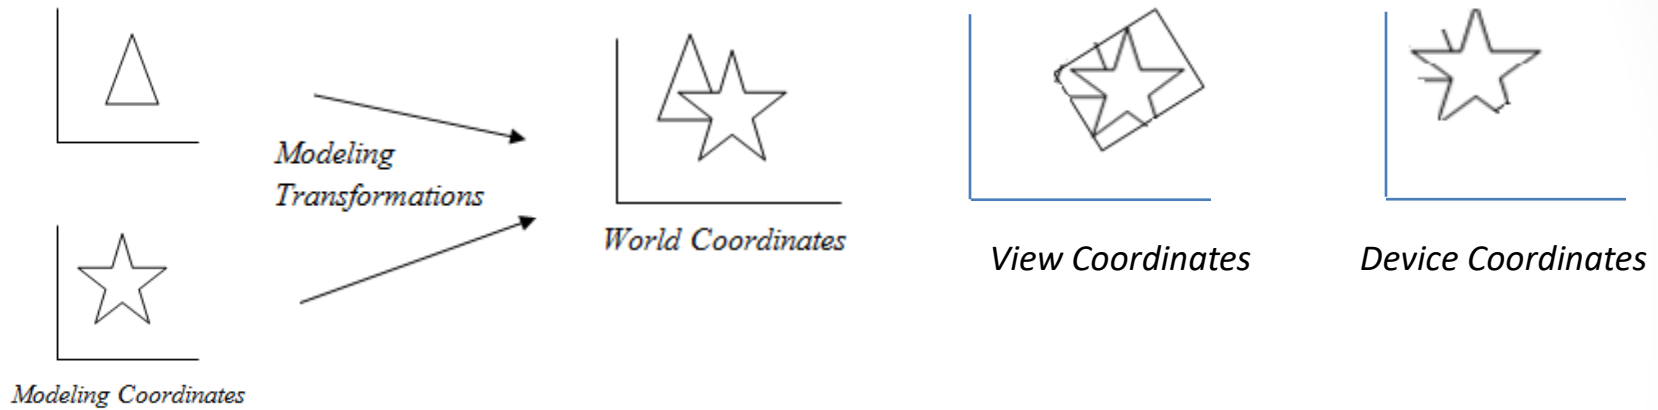 Modeling
Transformations
Modeling Coordinates
World Coordinates
View Coordinates
Device Coordinates